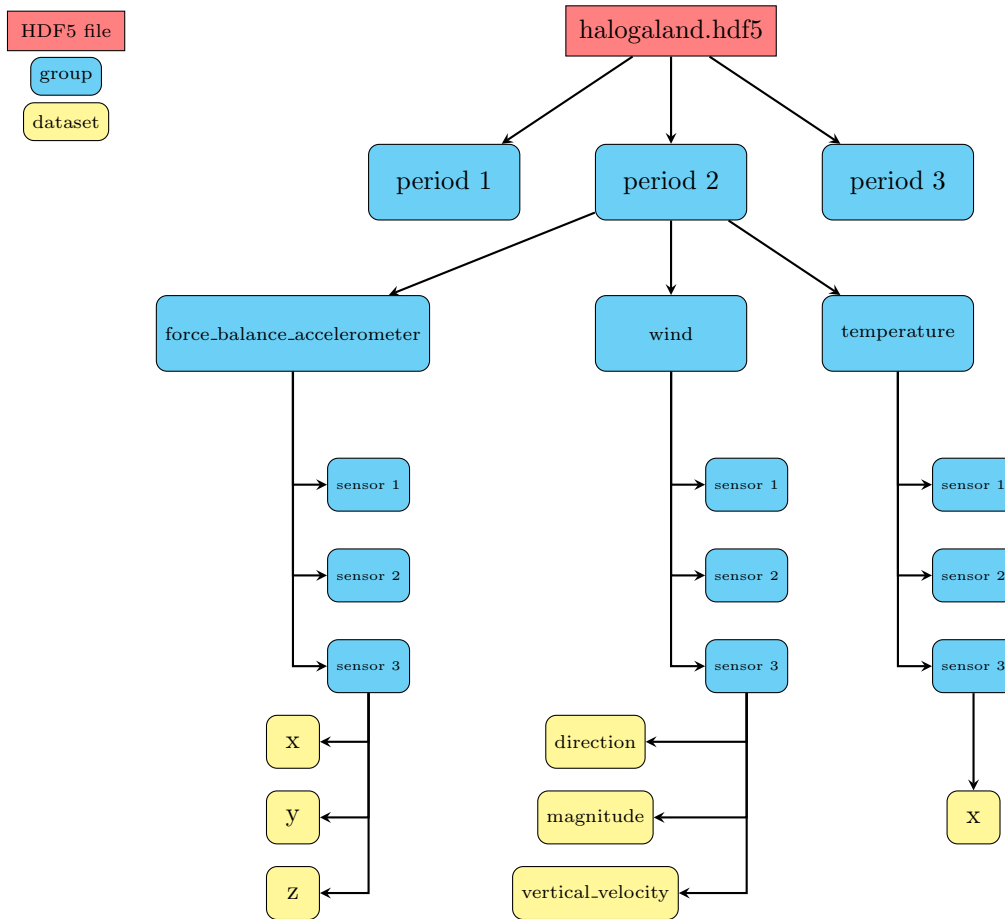 HDF5 file
group
dataset
halogaland.hdf5
period 1
period 2
period 3
force_balance_accelerometer
wind
temperature
sensor 1
sensor 1
sensor 1
sensor 2
sensor 2
sensor 2
sensor 3
sensor 3
sensor 3
x
direction
y
magnitude
x
z
vertical_velocity